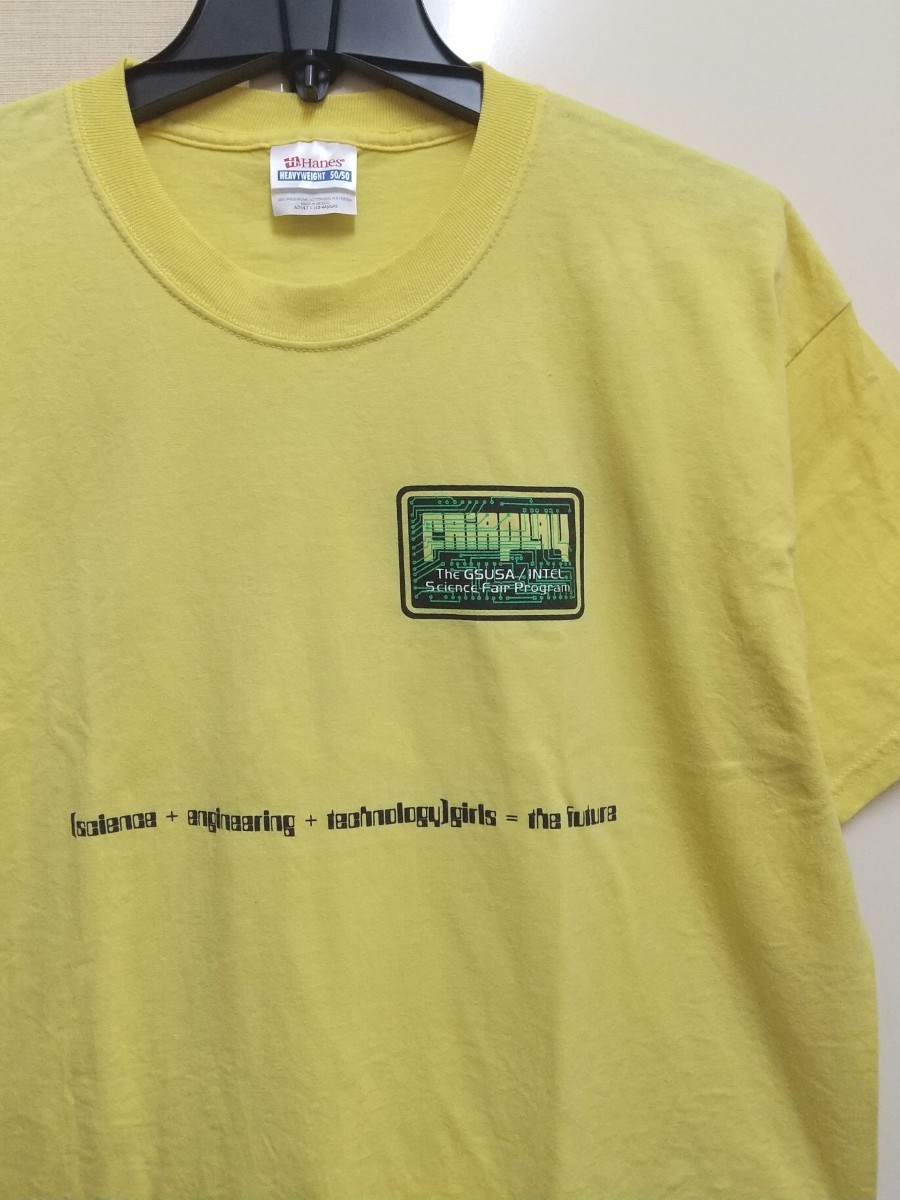 Hanes®
HEAVYWEIGHT 50/50
FAiRPLAY
The GSUSA / INTEL
Science Fair Program
(science + engineering + technology)girls = the future